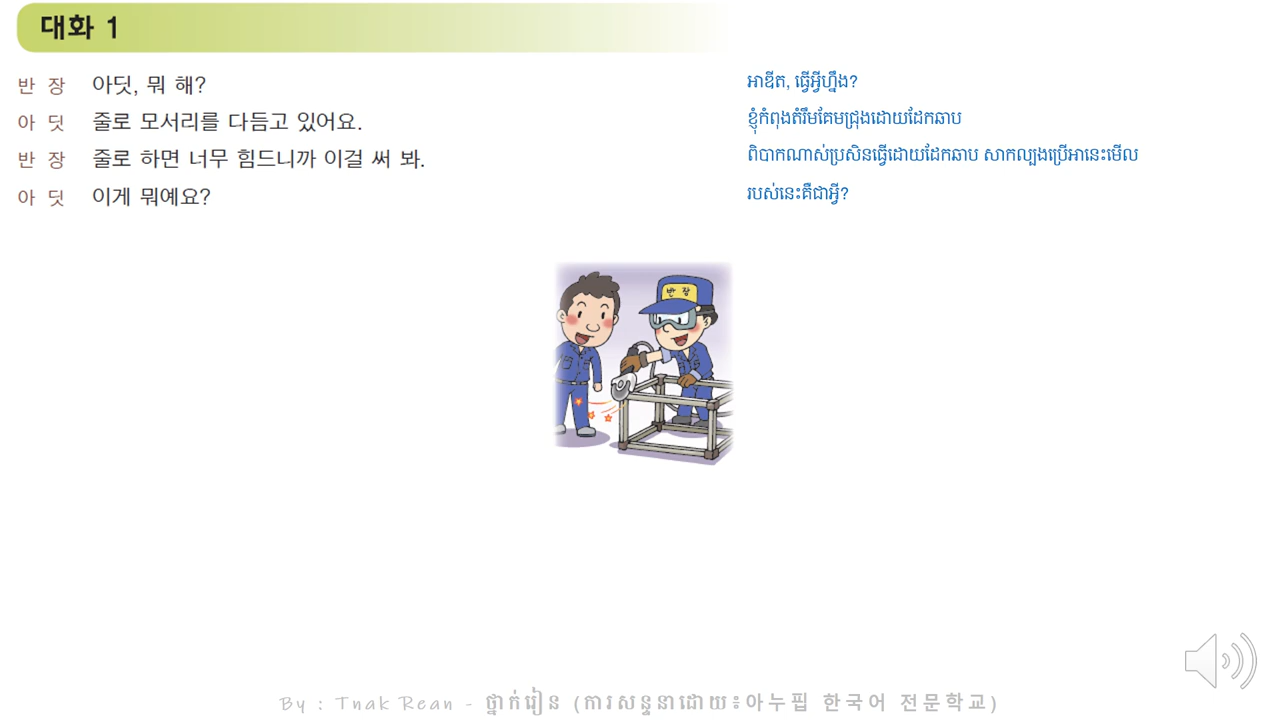 대화 1
반 장 아딧, 뭐 해?
អាឌីត, ធ្វើអ្វីហ្នឹង?
아 딧 줄로 모서리를 다듬고 있어요.
ខ្ញុំកំពុងតំរឹមគែមជ្រុងដោយដែកឆាប
반 장 줄로 하면 너무 힘드니까 이걸 써 봐.
ពិបាកណាស់ប្រសិនធ្វើដោយដែកឆាប សាកល្បងប្រើអានេះមើល
아 딧 이게 뭐예요?
របស់នេះគឺជាអ្វី?
반 장
By : Tnak Rean - ថ្នាក់រៀន (ការសន្ទនាដោយ៖아누핍 한국어 전문학교)